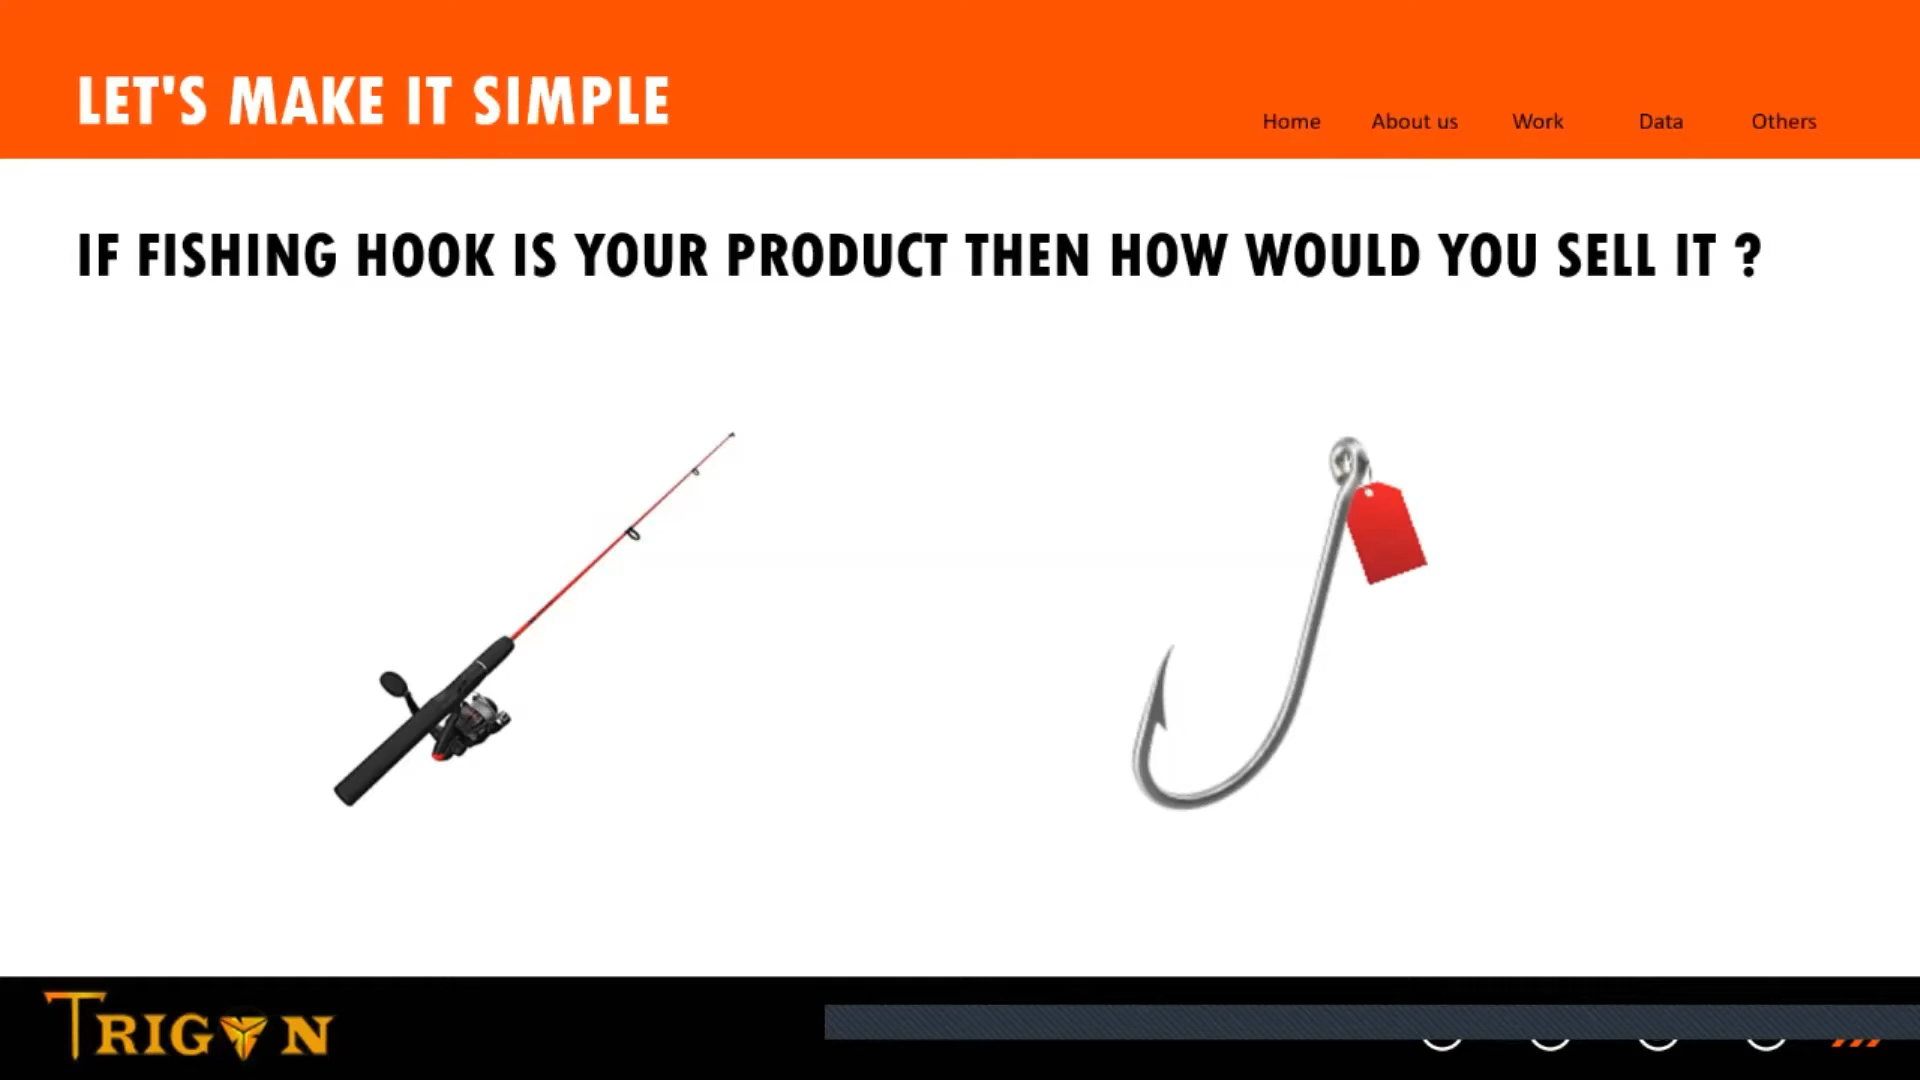 LET'S MAKE IT SIMPLE
Home About us Work Data Others
IF FISHING HOOK IS YOUR PRODUCT THEN HOW WOULD YOU SELL IT ?
TRIGON